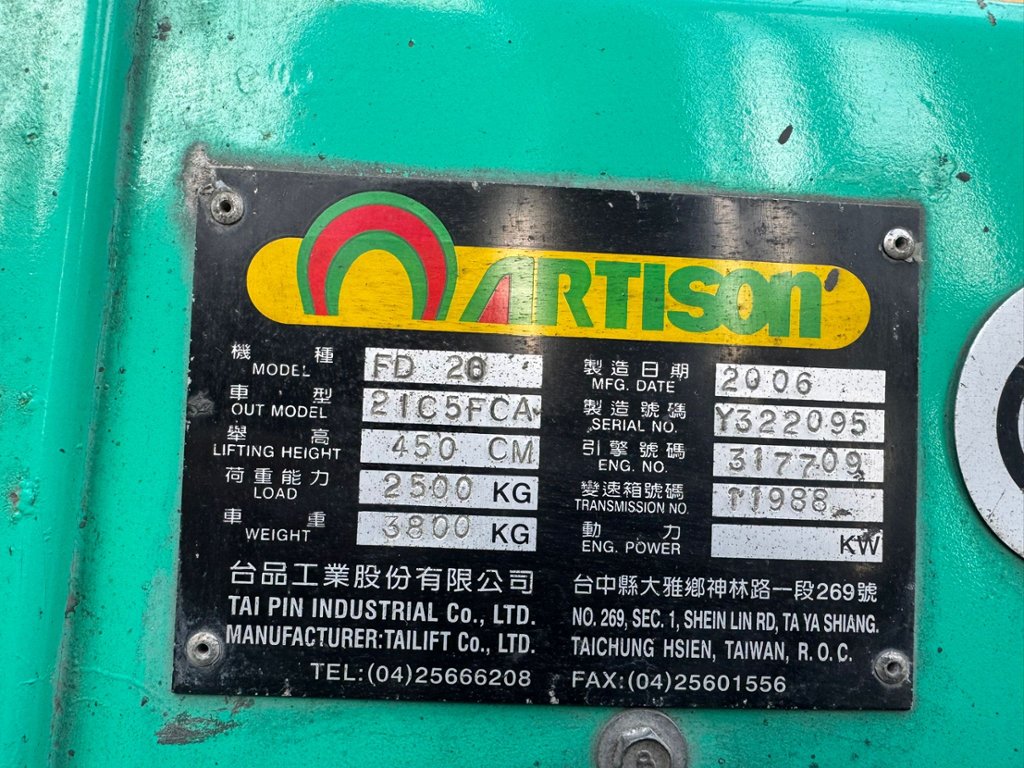 ARTISON
機種 MODEL FD 20
車型 OUT MODEL 21C5FCA
舉高 LIFTING HEIGHT 450 CM
荷重能力 LOAD 2500 KG
車重 WEIGHT 3800 KG
製造日期 MFG. DATE 2006
製造號碼 SERIAL NO. Y322095
引擎號碼 ENG. NO. 317709
變速箱號碼 TRANSMISSION NO. 11988
動力 ENG. POWER KW
台品工業股份有限公司
TAI PIN INDUSTRIAL Co., LTD.
MANUFACTURER:TAILIFT Co., LTD.
TEL:(04)25666208
台中縣大雅鄉神林路一段269號
NO. 269, SEC. 1, SHEIN LIN RD, TA YA SHIANG.
TAICHUNG HSIEN, TAIWAN, R. O. C.
FAX:(04)25601556